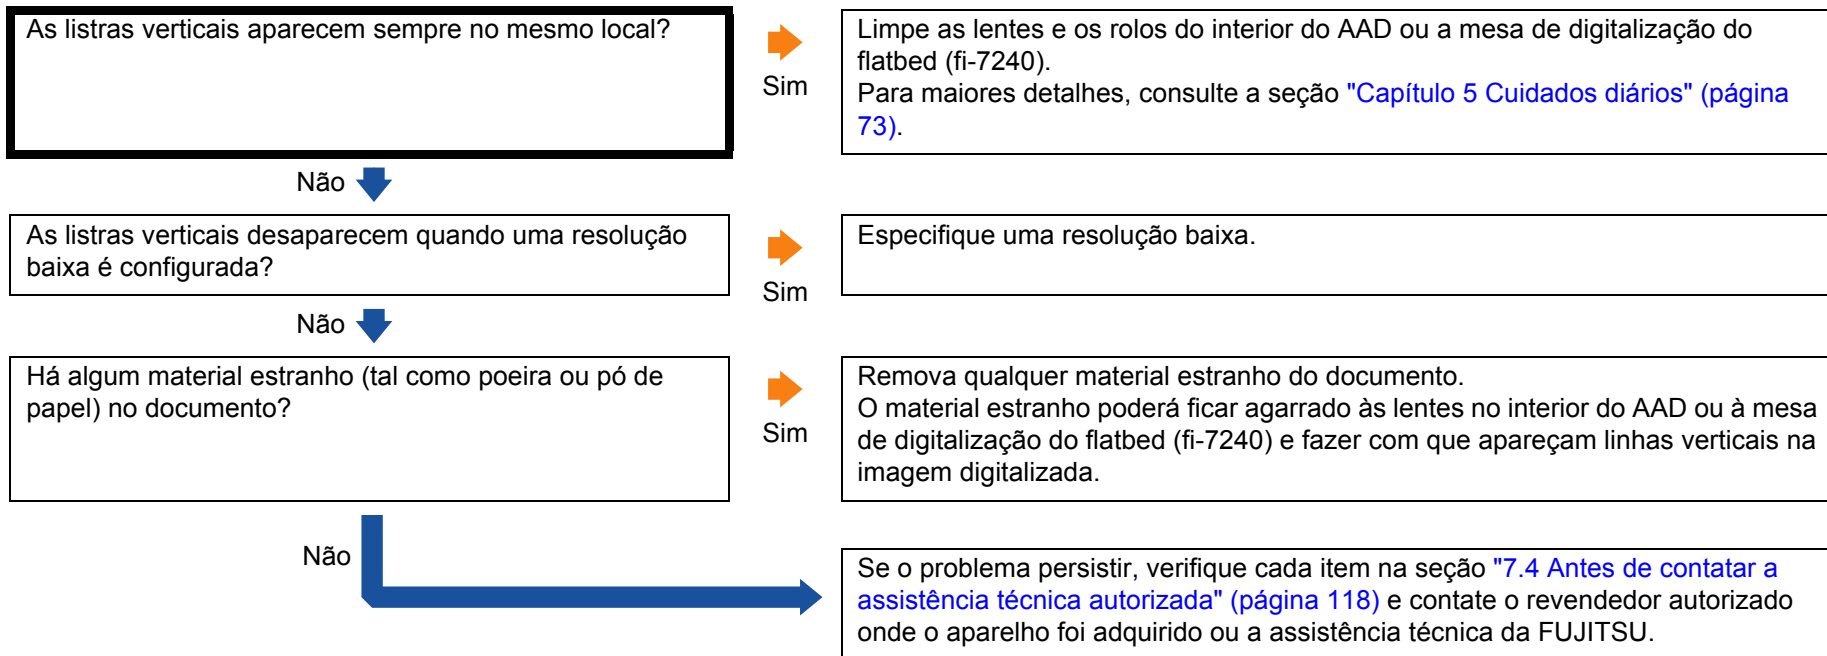 As listras verticais aparecem sempre no mesmo local?
Sim
Limpe as lentes e os rolos do interior do AAD ou a mesa de digitalização do
flatbed (fi-7240).
Para maiores detalhes, consulte a seção "Capítulo 5 Cuidados diários" (página
73).
Não
As listras verticais desaparecem quando uma resolução
baixa é configurada?
Sim
Especifique uma resolução baixa.
Não
Há algum material estranho (tal como poeira ou pó de
papel) no documento?
Sim
Remova qualquer material estranho do documento.
O material estranho poderá ficar agarrado às lentes no interior do AAD ou à mesa
de digitalização do flatbed (fi-7240) e fazer com que apareçam linhas verticais na
imagem digitalizada.
Não
Se o problema persistir, verifique cada item na seção "7.4 Antes de contatar a
assistência técnica autorizada" (página 118) e contate o revendedor autorizado
onde o aparelho foi adquirido ou a assistência técnica da FUJITSU.